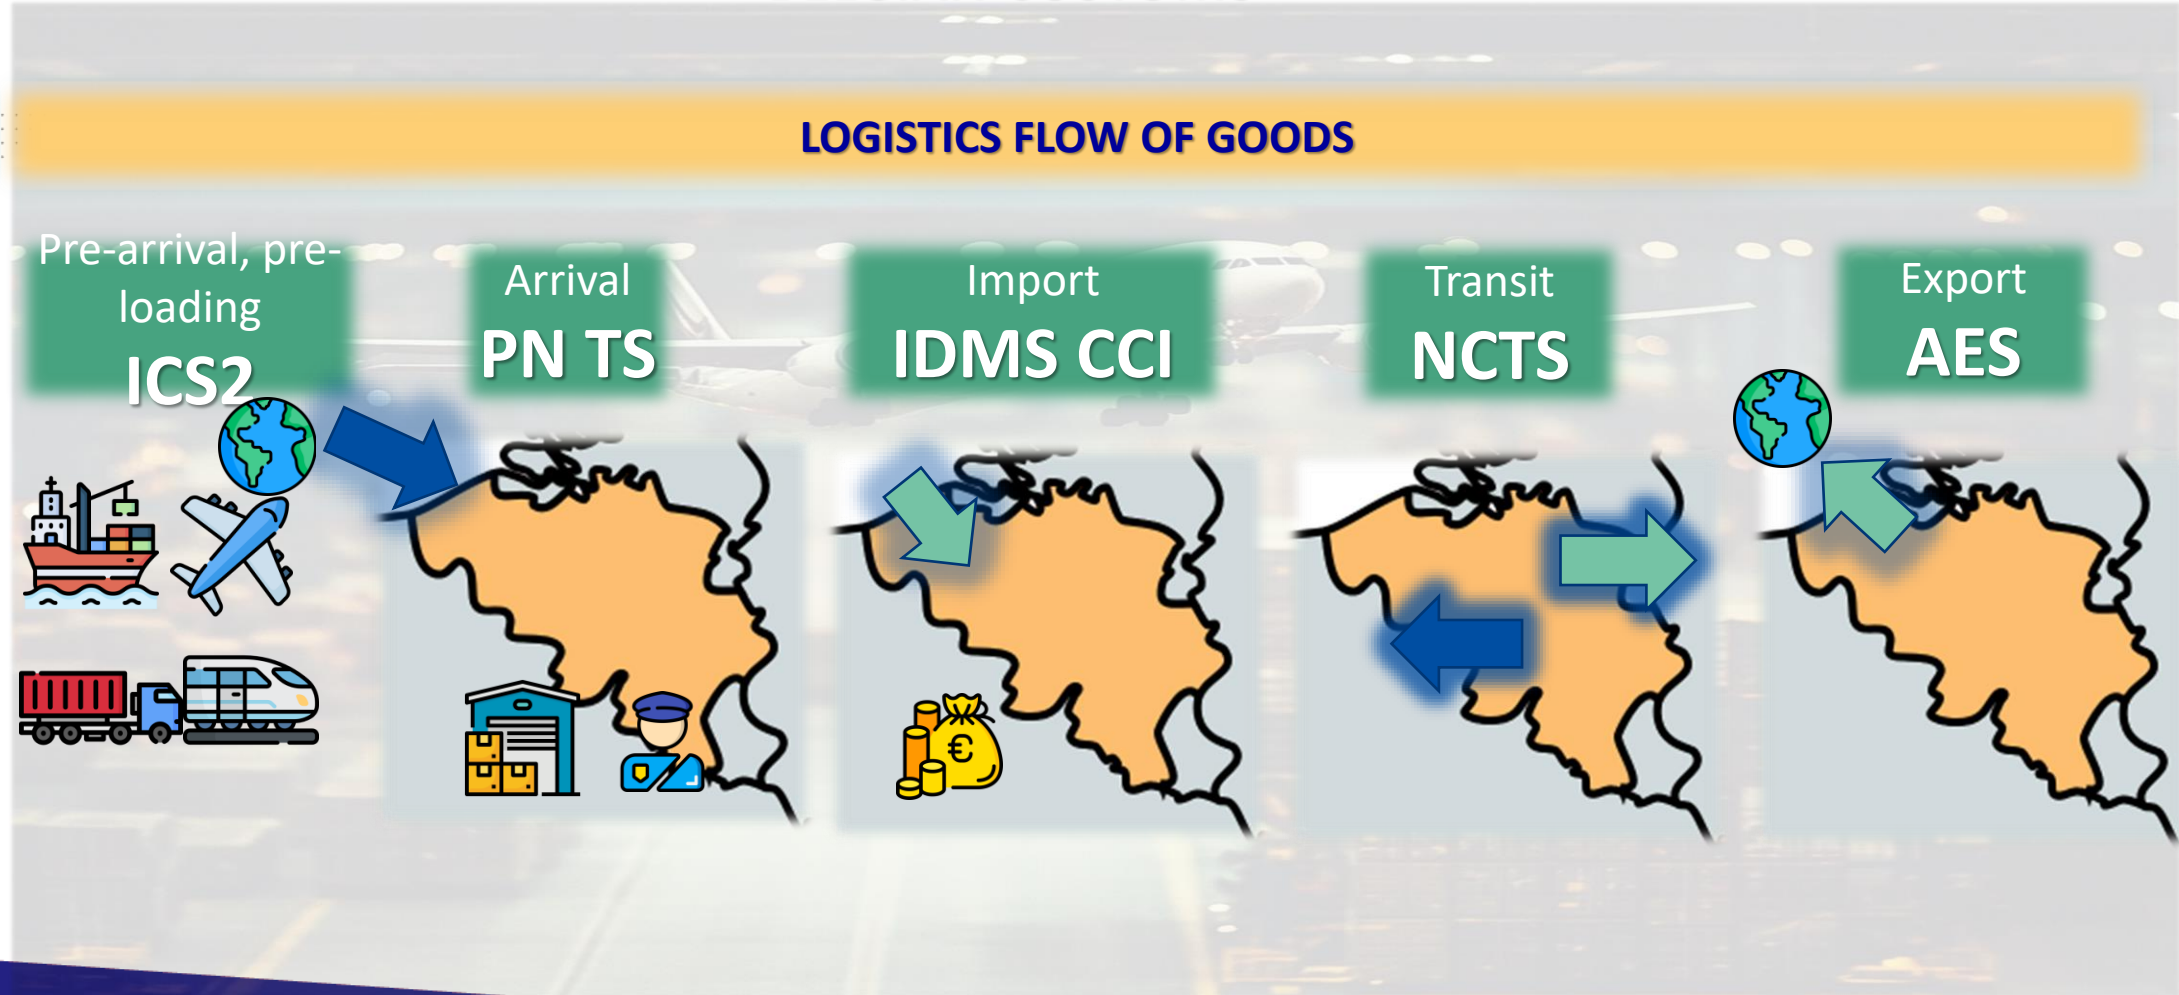 LOGISTICS FLOW OF GOODS
Pre-arrival, pre-
loading
ICS2
Arrival
PN TS
Import
IDMS CCI
Transit
NCTS
Export
AES
€